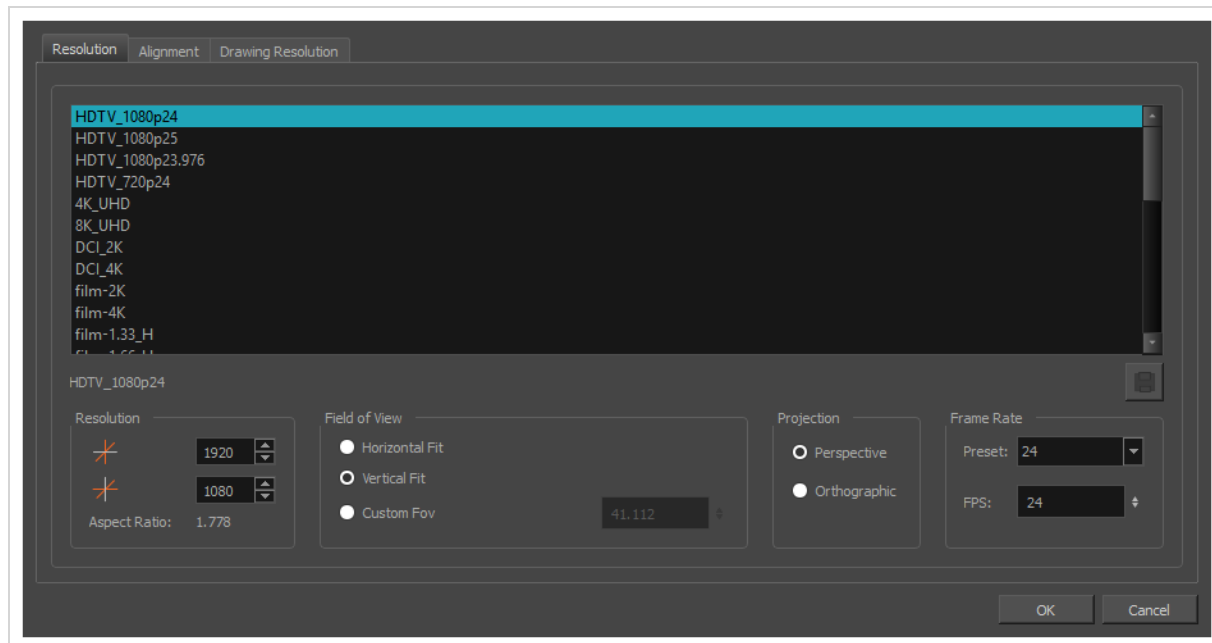 Resolution Alignment Drawing Resolution
HDTV_1080p24
HDTV_1080p25
HDTV_1080p23.976
HDTV_720p24
4K_UHD
8K_UHD
DCI_2K
DCI_4K
film-2K
film-4K
film-1.33_H
HDTV_1080p24
Resolution
1920
1080
Aspect Ratio: 1.778
Field of View
Horizontal Fit
Vertical Fit
Custom Fov 41.112
Projection
Perspective
Orthographic
Frame Rate
Preset: 24
FPS: 24
OK Cancel